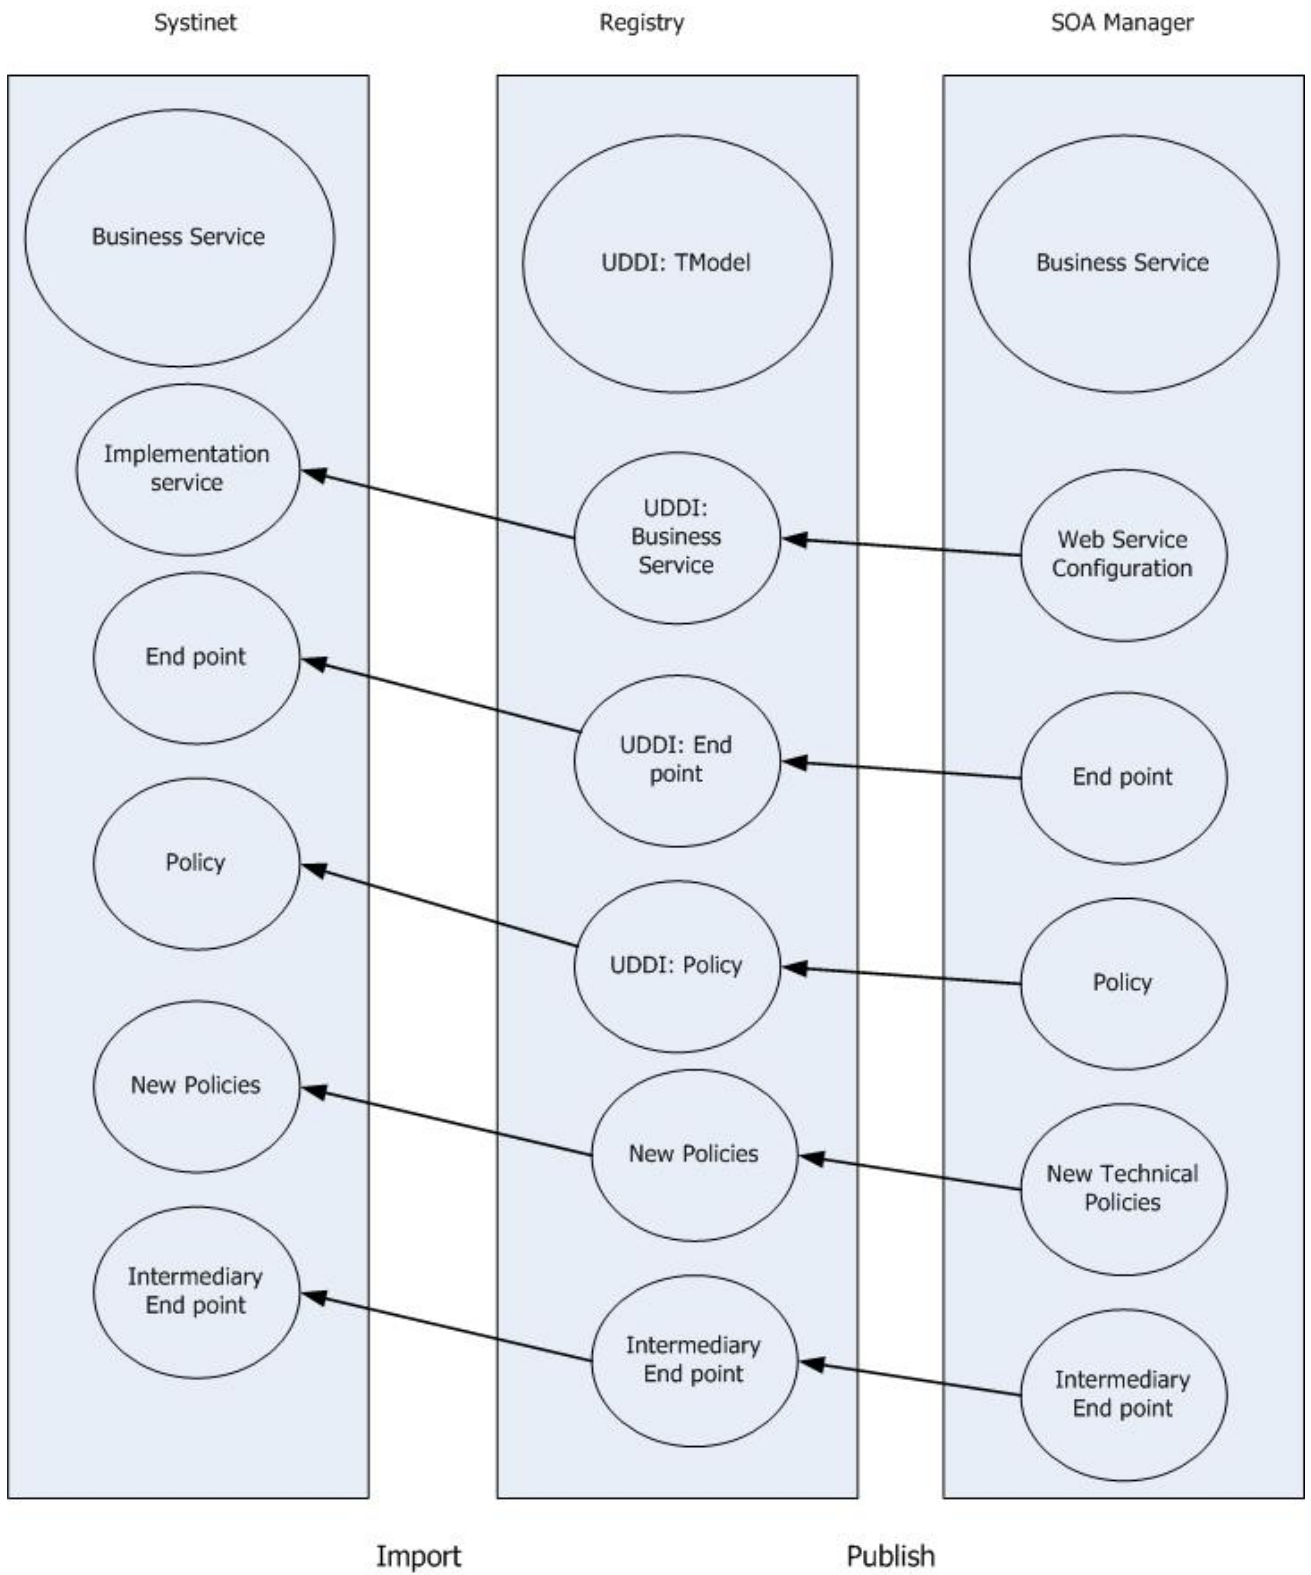 Systinet
Registry
SOA Manager
Business Service
UDDI: TModel
Business Service
Implementation
service
UDDI:
Business
Service
Web Service
Configuration
End point
UDDI: End
point
End point
Policy
UDDI: Policy
Policy
New Policies
New Policies
New Technical
Policies
Intermediary
End point
Intermediary
End point
Intermediary
End point
Import
Publish